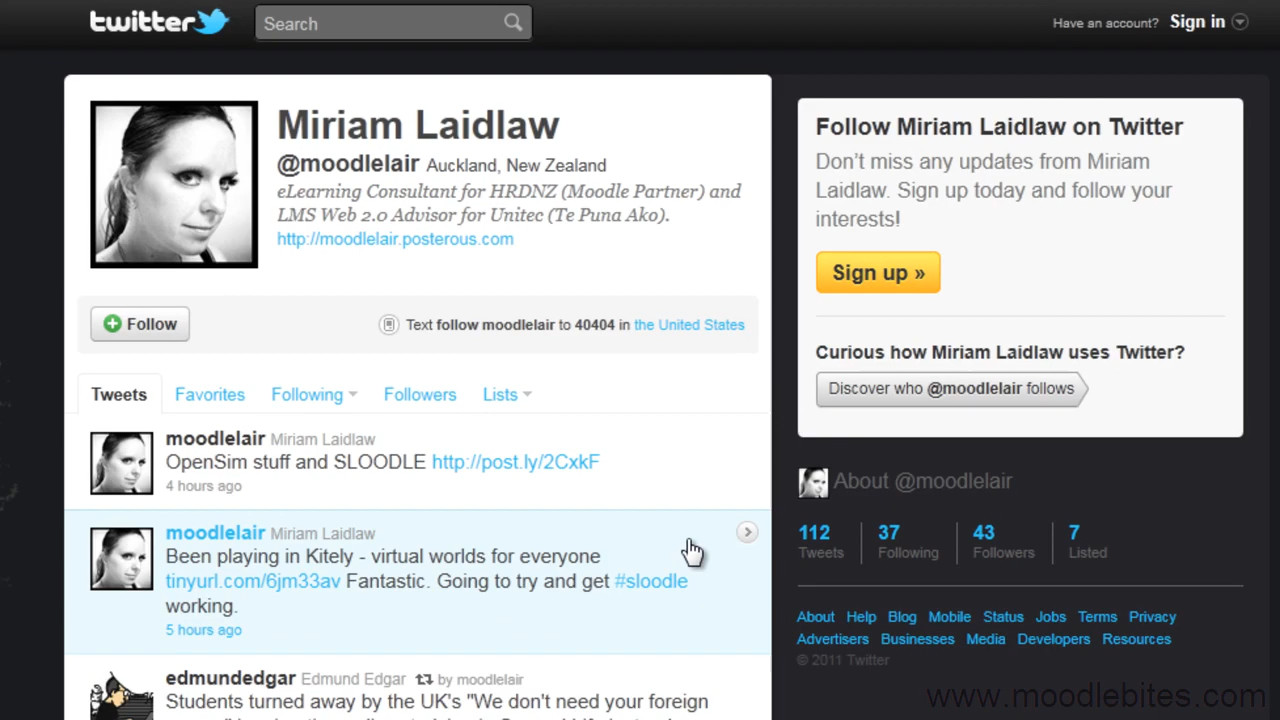 twitter
Search
Have an account? Sign in
Miriam Laidlaw
@moodlelair Auckland, New Zealand
eLearning Consultant for HRDNZ (Moodle Partner) and
LMS Web 2.0 Advisor for Unitec (Te Puna Ako).
http://moodlelair.posterous.com
Follow
Text follow moodlelair to 40404 in the United States
Tweets Favorites Following Followers Lists
moodlelair Miriam Laidlaw
OpenSim stuff and SLOODLE http://post.ly/2CxkF
4 hours ago
moodlelair Miriam Laidlaw
Been playing in Kitely - virtual worlds for everyone
tinyurl.com/6jm33av Fantastic. Going to try and get #sloodle
working.
5 hours ago
edmundedgar Edmund Edgar by moodlelair
Students turned away by the UK's "We don't need your foreign
Follow Miriam Laidlaw on Twitter
Don't miss any updates from Miriam
Laidlaw. Sign up today and follow your
interests!
Sign up »
Curious how Miriam Laidlaw uses Twitter?
Discover who @moodlelair follows
About @moodlelair
112 37 43 7
Tweets Following Followers Listed
About Help Blog Mobile Status Jobs Terms Privacy
Advertisers Businesses Media Developers Resources
© 2011 Twitter
www.moodlebites.com